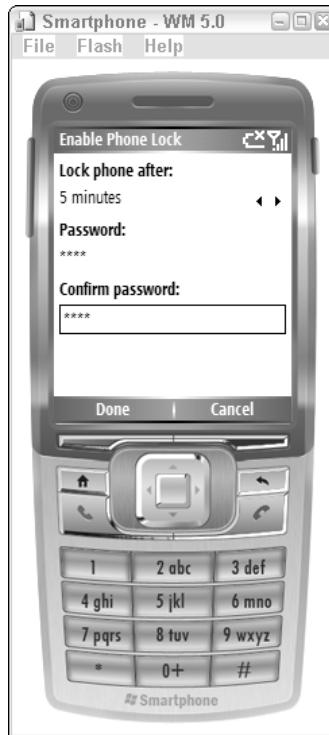 Smartphone - WM 5.0
File Flash Help
Enable Phone Lock
Lock phone after:
5 minutes
Password:
****
Confirm password:
****
Done Cancel
1 2 abc 3 def
4 ghi 5 jkl 6 mno
7 pqrs 8 tuv 9 wxyz
* 0+ #
Smartphone